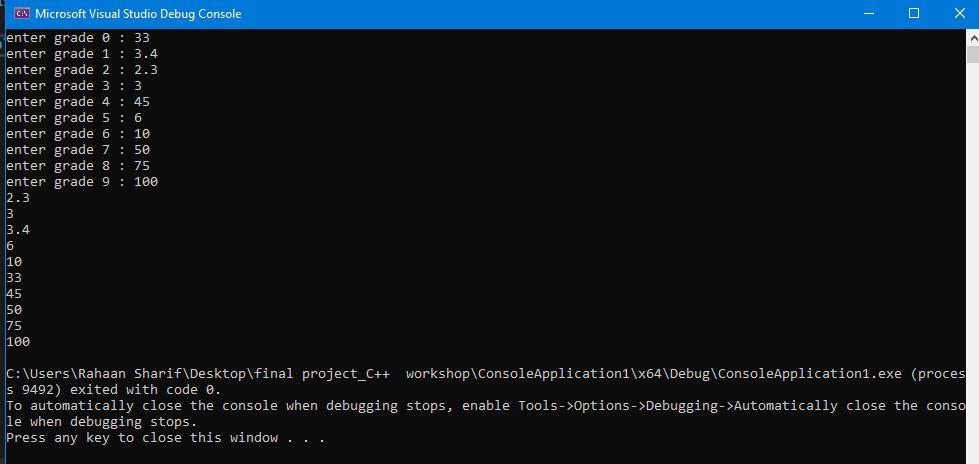 Microsoft Visual Studio Debug Console
enter grade 0 : 33
enter grade 1 : 3.4
enter grade 2 : 2.3
enter grade 3 : 3
enter grade 4 : 45
enter grade 5 : 6
enter grade 6 : 10
enter grade 7 : 50
enter grade 8 : 75
enter grade 9 : 100
2.3
3
3.4
6
10
33
45
50
75
100
C:\Users\Rahaan Sharif\Desktop\final project_C++  workshop\ConsoleApplication1\x64\Debug\ConsoleApplication1.exe (proces
s 9492) exited with code 0.
To automatically close the console when debugging stops, enable Tools->Options->Debugging->Automatically close the conso
le when debugging stops.
Press any key to close this window . . .